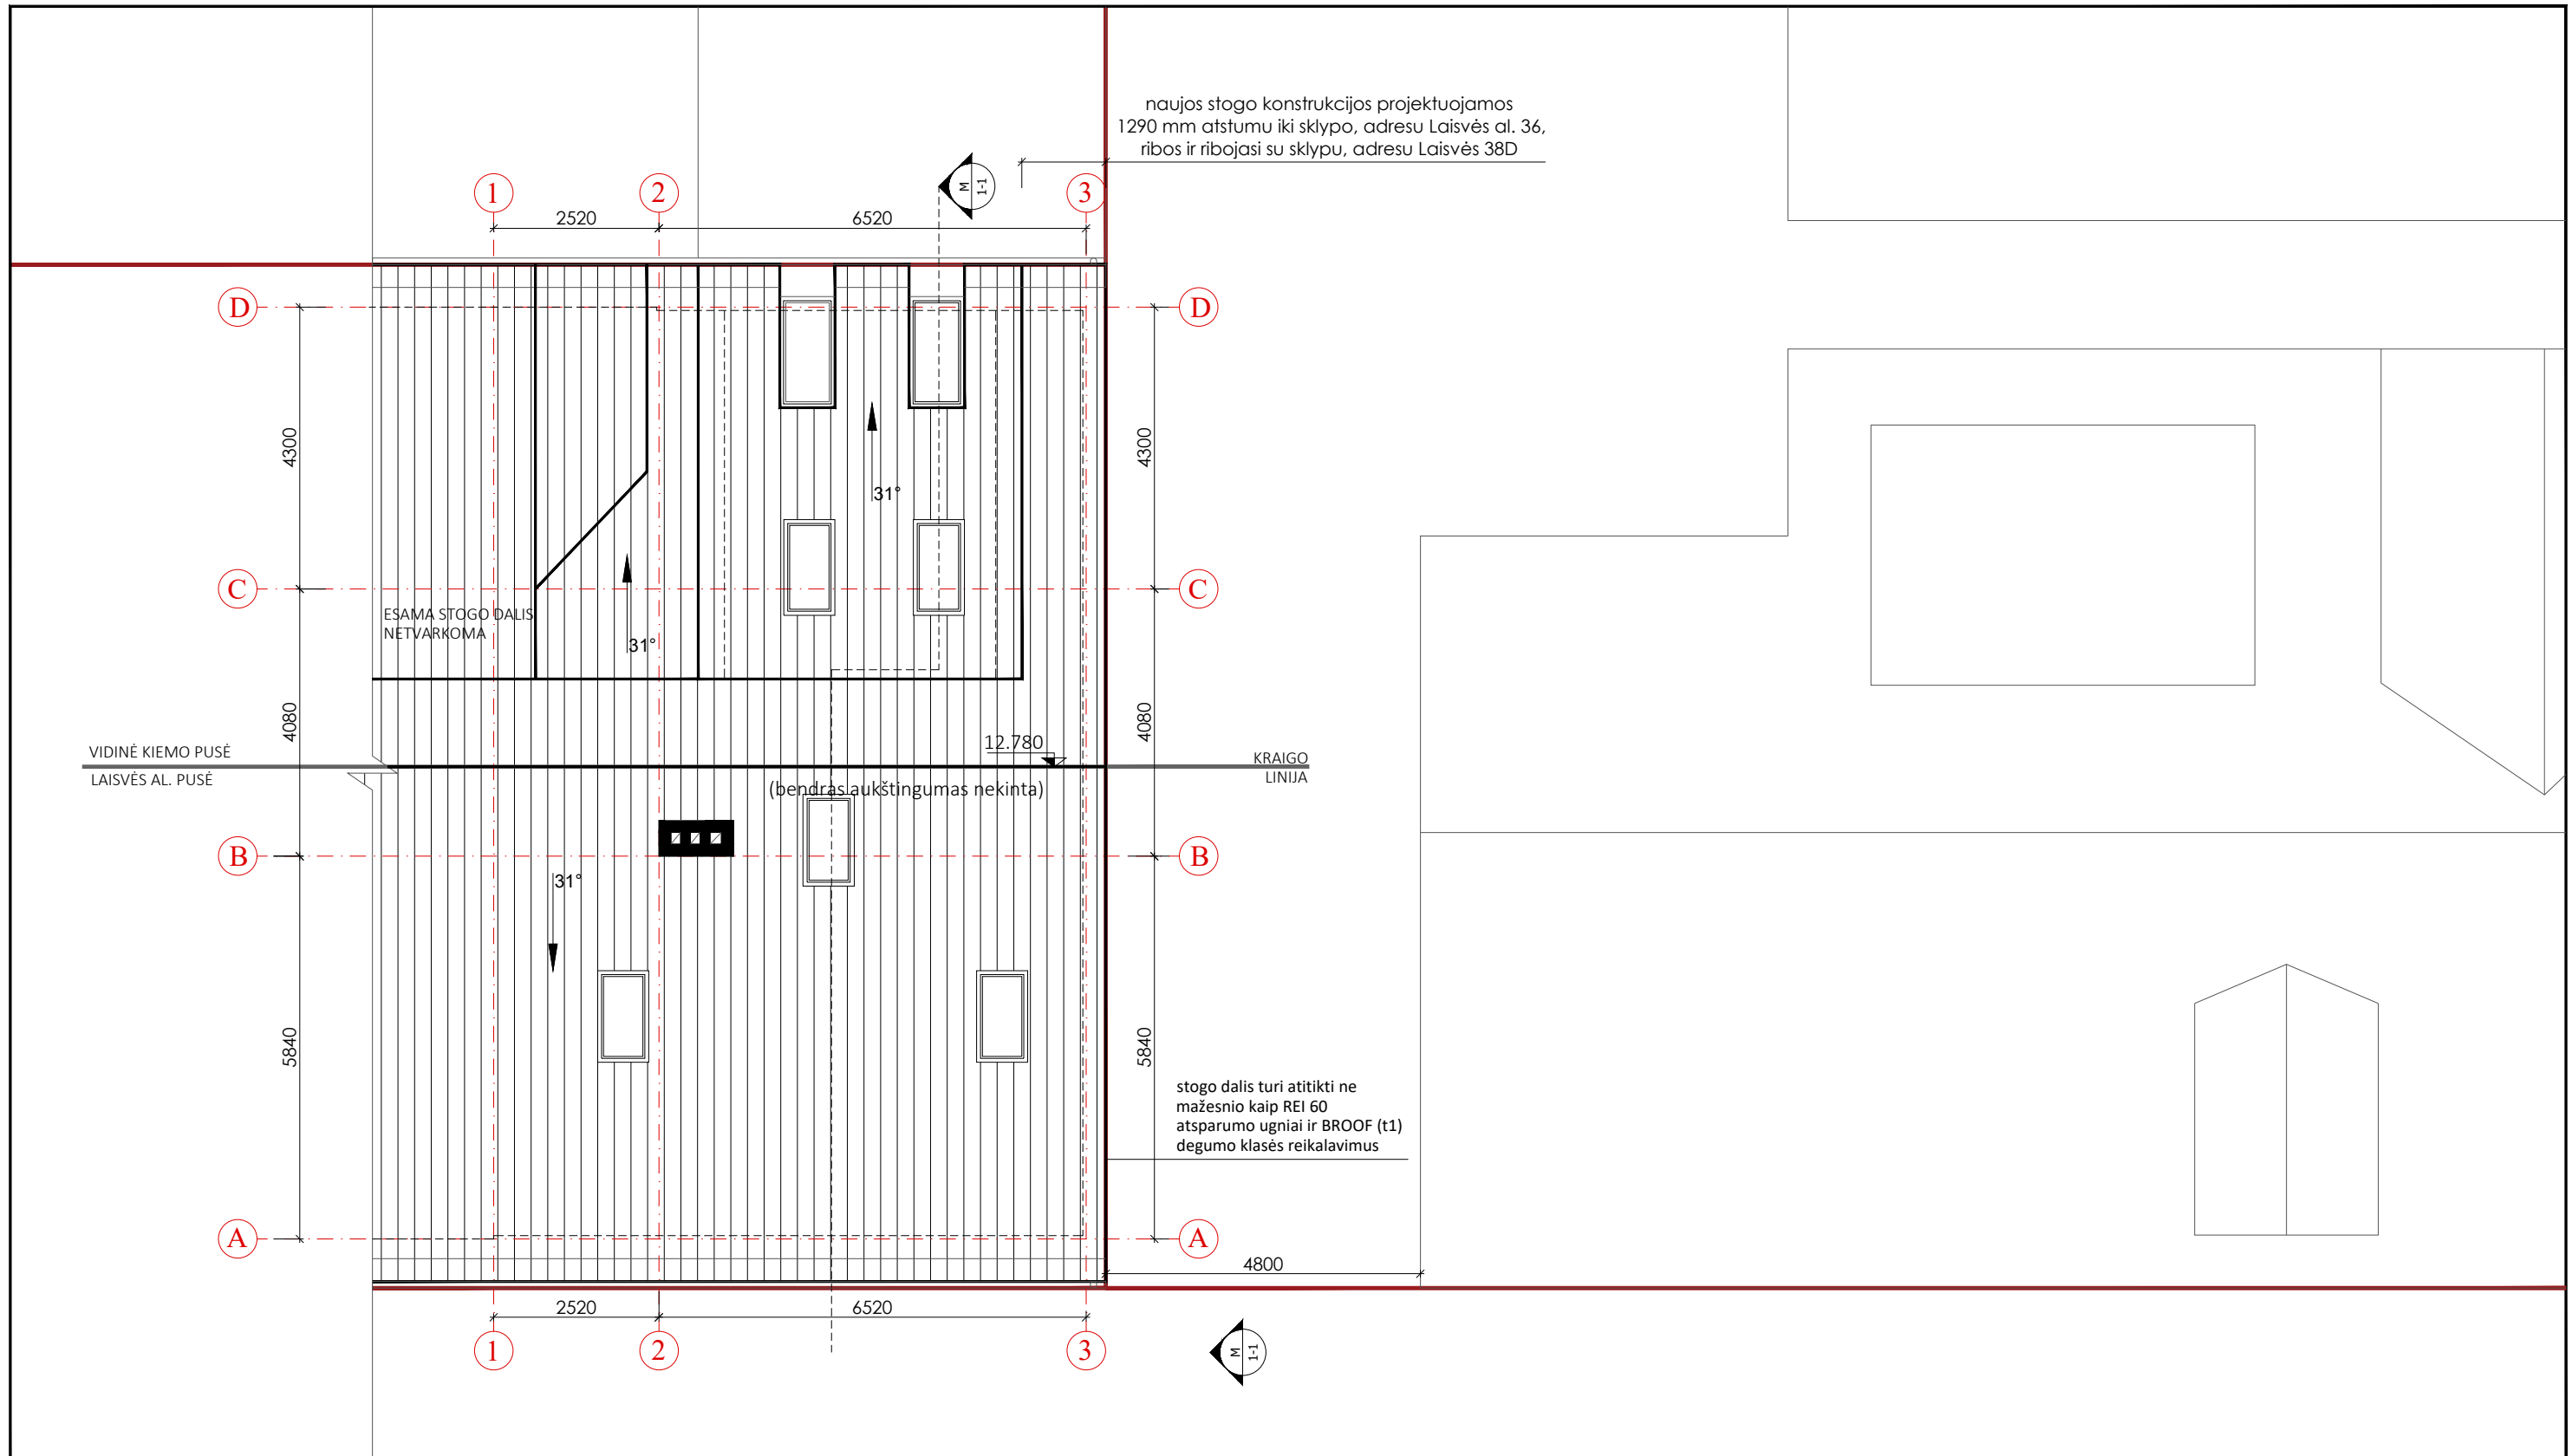 naujos stogo konstrukcijos projektuojamos
1290 mm atstumu iki sklypo, adresu Laisvės al. 36,
ribos ir ribojasi su sklypu, adresu Laisvės 38D
M
1-1
1
2
3
2520
6520
D
D
4300
4300
31°
C
C
ESAMA STOGO DALIS
NETVARKOMA
31°
4080
4080
VIDINĖ KIEMO PUSĖ
LAISVĖS AL. PUSĖ
12.780
KRAIGO
LINIJA
(bendras aukštingumas nekinta)
B
B
31°
5840
5840
stogo dalis turi atitikti ne
mažesnio kaip REI 60
atsparumo ugniai ir BROOF (t1)
degumo klasės reikalavimus
A
A
4800
2520
6520
1
2
3
M
1-1